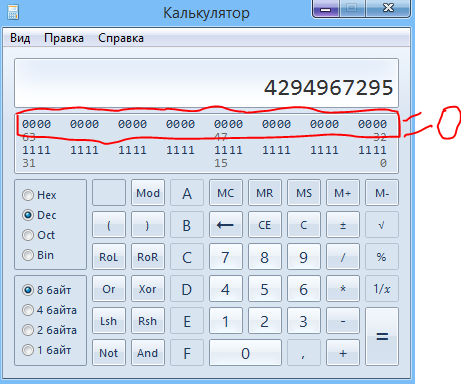 Калькулятор
Вид Правка Справка
4294967295
0000 0000 0000 0000 0000 0000 0000 0000
63 47 32
1111 1111 1111 1111 1111 1111 1111 1111
31 15 0
0
Hex
Dec
Oct
Bin
8 байт
4 байта
2 байта
1 байт
Mod A MC MR MS M+ M-
( ) B ← CE C ± √
RoL RoR C 7 8 9 / %
Or Xor D 4 5 6 * 1/x
Lsh Rsh E 1 2 3 - =
Not And F 0 , +